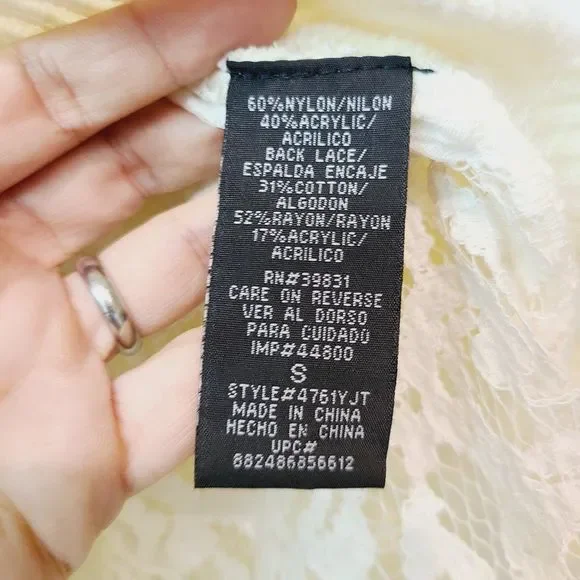 60%NYLON/NILON
40%ACRYLIC/
ACRILICO
BACK LACE/
ESPALDA ENCAJE
31%COTTON/
ALGODON
52%RAYON/RAYON
17%ACRYLIC/
ACRILICO
RN#39831
CARE ON REVERSE
VER AL DORSO
PARA CUIDADO
IMP#44800
S
STYLE#4761YJT
MADE IN CHINA
HECHO EN CHINA
UPC#
882486856612